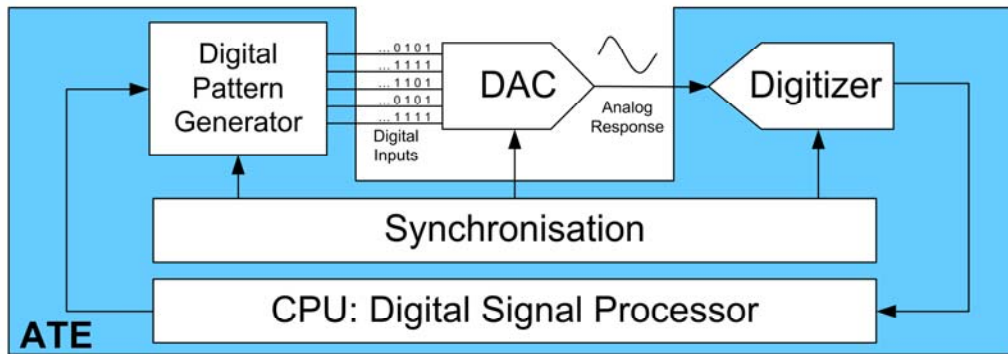 Digital
Pattern
Generator
... 0 1 0 1
... 1 1 1 1
... 1 1 0 1
... 0 1 0 1
... 1 1 1 1
Digital
Inputs
DAC
Analog
Response
Digitizer
Synchronisation
CPU: Digital Signal Processor
ATE